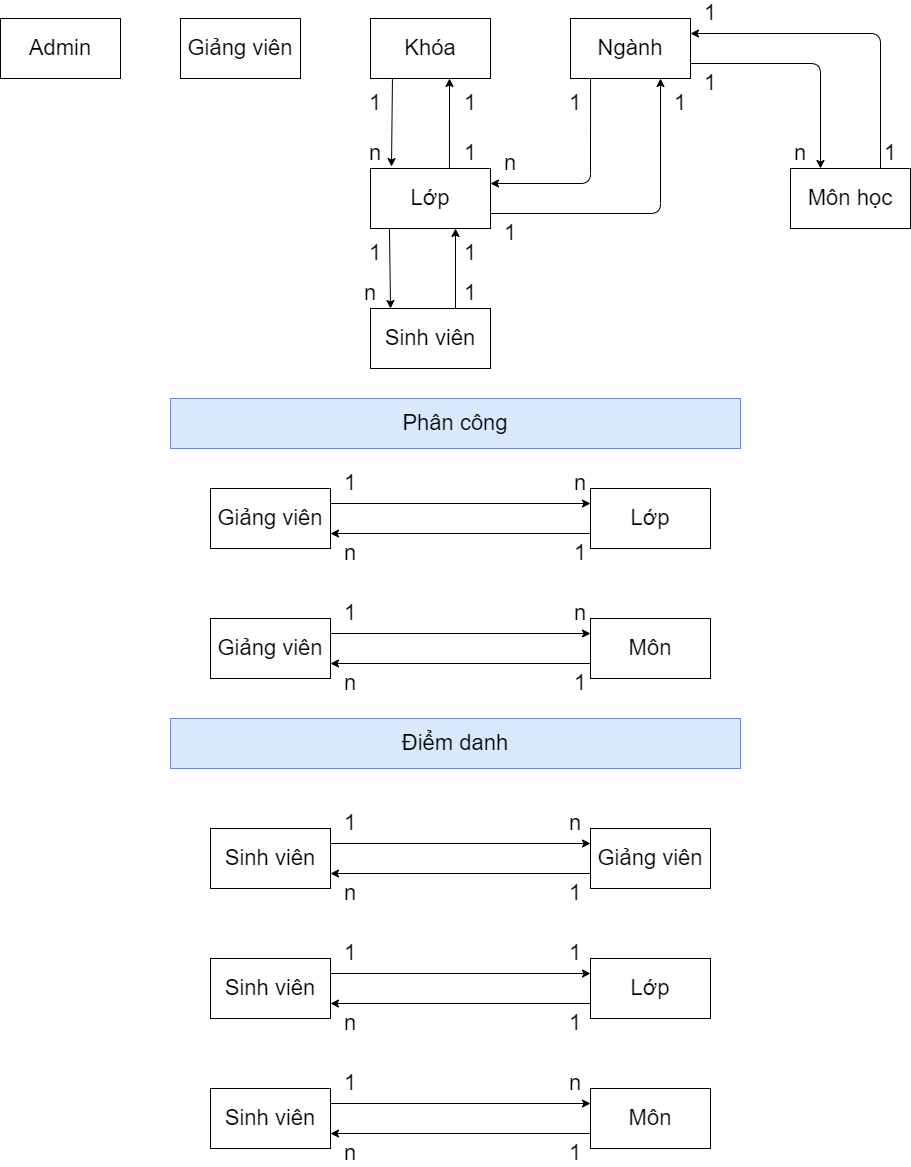 Admin
Giảng viên
Khóa
Ngành
1
1
1
1
1
1
n
1
n
n
1
Lớp
Môn học
1
1
1
n
1
Sinh viên
Phân công
1
n
Giảng viên
Lớp
n
1
1
n
Giảng viên
Môn
n
1
Điểm danh
1
n
Sinh viên
Giảng viên
n
1
1
1
Sinh viên
Lớp
n
1
1
n
Sinh viên
Môn
n
1